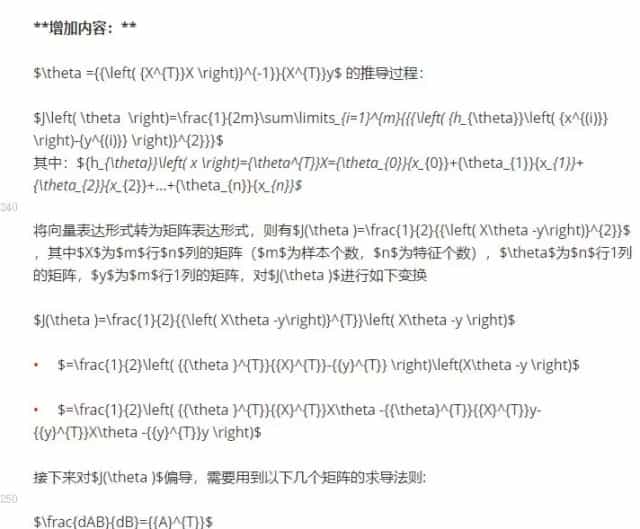 **增加内容：**
$\theta ={{\left( {X^{T}}X \right)}^{-1}}{X^{T}}y$ 的推导过程：
$J\left( \theta  \right)=\frac{1}{2m}\sum\limits_{i=1}^{m}{{{\left( {h_{\theta}}\left( {x^{(i)}}
\right)-{y^{(i)}} \right)}^{2}}}$
其中：${h_{\theta}}\left( x \right)={\theta^{T}}X={\theta_{0}}{x_{0}}+{\theta_{1}}{x_{1}}+
{\theta_{2}}{x_{2}}+...+{\theta_{n}}{x_{n}}$
240
将向量表达形式转为矩阵表达形式，则有$J(\theta )=\frac{1}{2}{{\left( X\theta -y\right)}^{2}}$
，其中$X$为$m$行$n$列的矩阵（$m$为样本个数，$n$为特征个数），$\theta$为$n$行1列
的矩阵，$y$为$m$行1列的矩阵，对$J(\theta )$进行如下变换
$J(\theta )=\frac{1}{2}{{\left( X\theta -y\right)}^{T}}\left( X\theta -y \right)$
• $=\frac{1}{2}\left( {{\theta }^{T}}{{X}^{T}}-{{y}^{T}} \right)\left(X\theta -y \right)$
• $=\frac{1}{2}\left( {{\theta }^{T}}{{X}^{T}}X\theta -{{\theta}^{T}}{{X}^{T}}y-
{{y}^{T}}X\theta -{{y}^{T}}y \right)$
接下来对$J(\theta )$偏导，需要用到以下几个矩阵的求导法则:
250
$\frac{dAB}{dB}={{A}^{T}}$